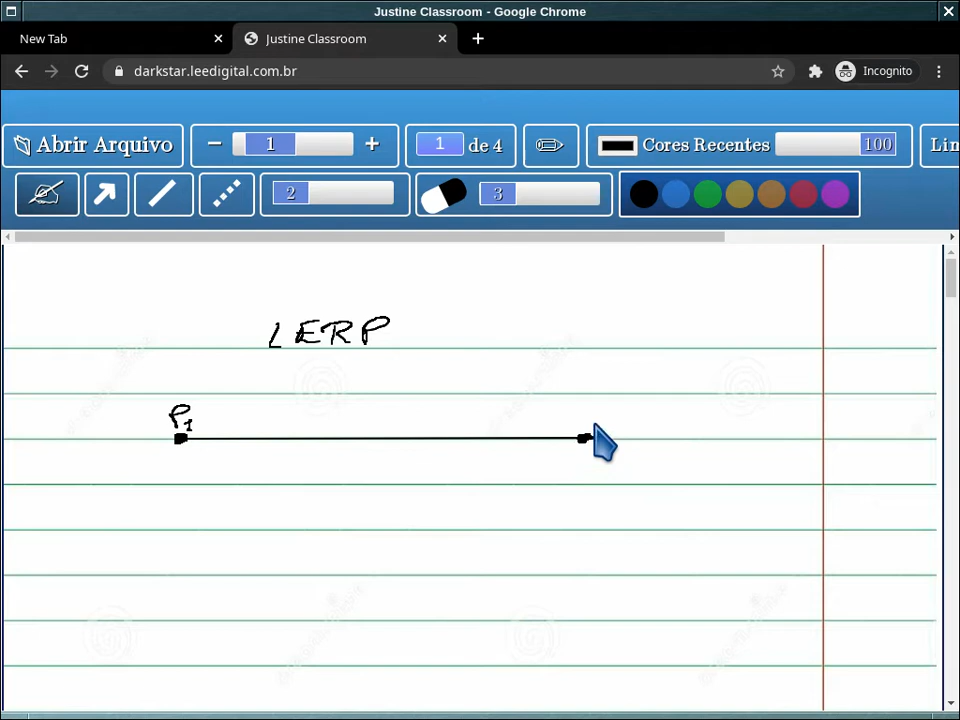 Justine Classroom - Google Chrome
New Tab
Justine Classroom
darkstar.leedigital.com.br
Incognito
Abrir Arquivo
− 1 +
1 de 4
Cores Recentes
100
Lin
2
3
LERP
P1